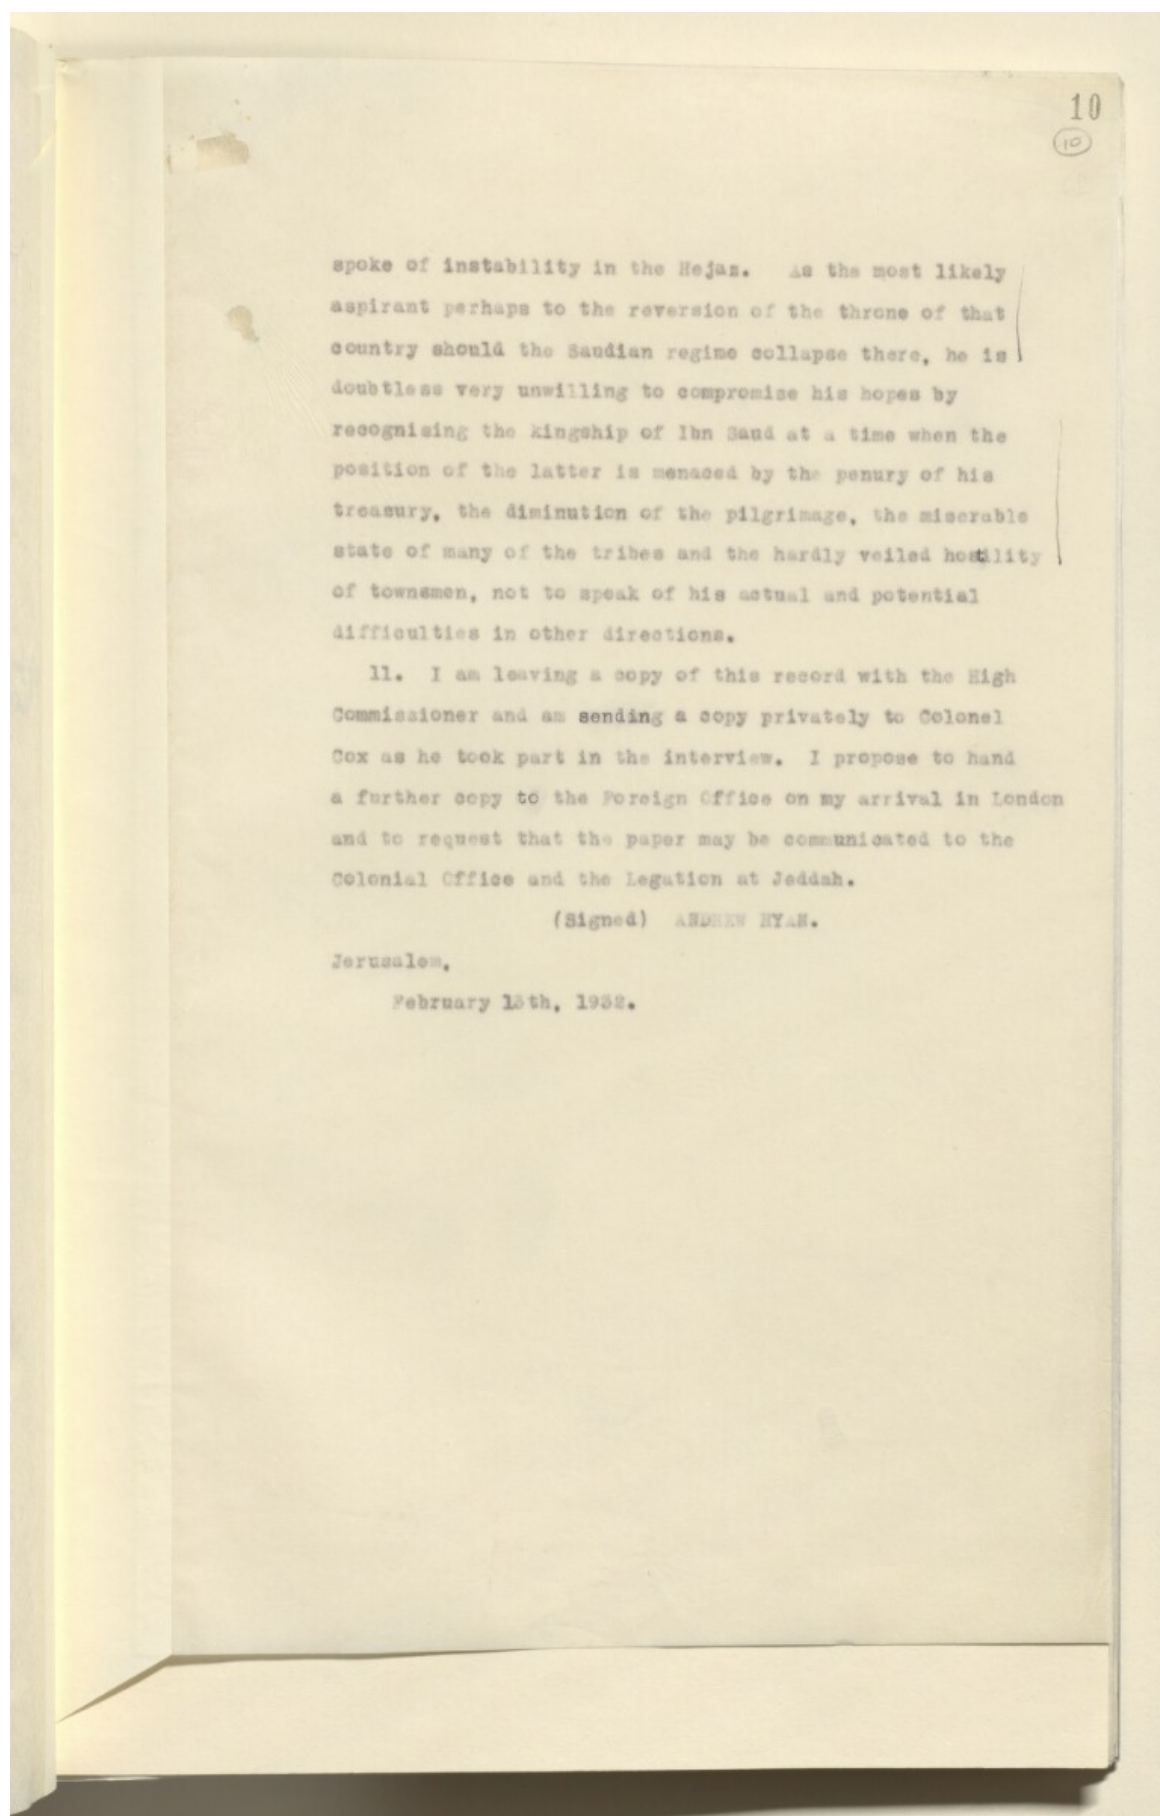 10
10
spoke of instability in the Hejaz. As the most likely
aspirant perhaps to the reversion of the throne of that
country should the Saudian regime collapse there, he is
doubtless very unwilling to compromise his hopes by
recognising the kingship of Ibn Saud at a time when the
position of the latter is menaced by the penury of his
treasury, the diminution of the pilgrimage, the miserable
state of many of the tribes and the hardly veiled hostility
of townsmen, not to speak of his actual and potential
difficulties in other directions.
11. I am leaving a copy of this record with the High
Commissioner and am sending a copy privately to Colonel
Cox as he took part in the interview. I propose to hand
a further copy to the Foreign Office on my arrival in London
and to request that the paper may be communicated to the
Colonial Office and the Legation at Jeddah.
(Signed) ANDREW RYAN.
Jerusalem,
February 13th, 1932.